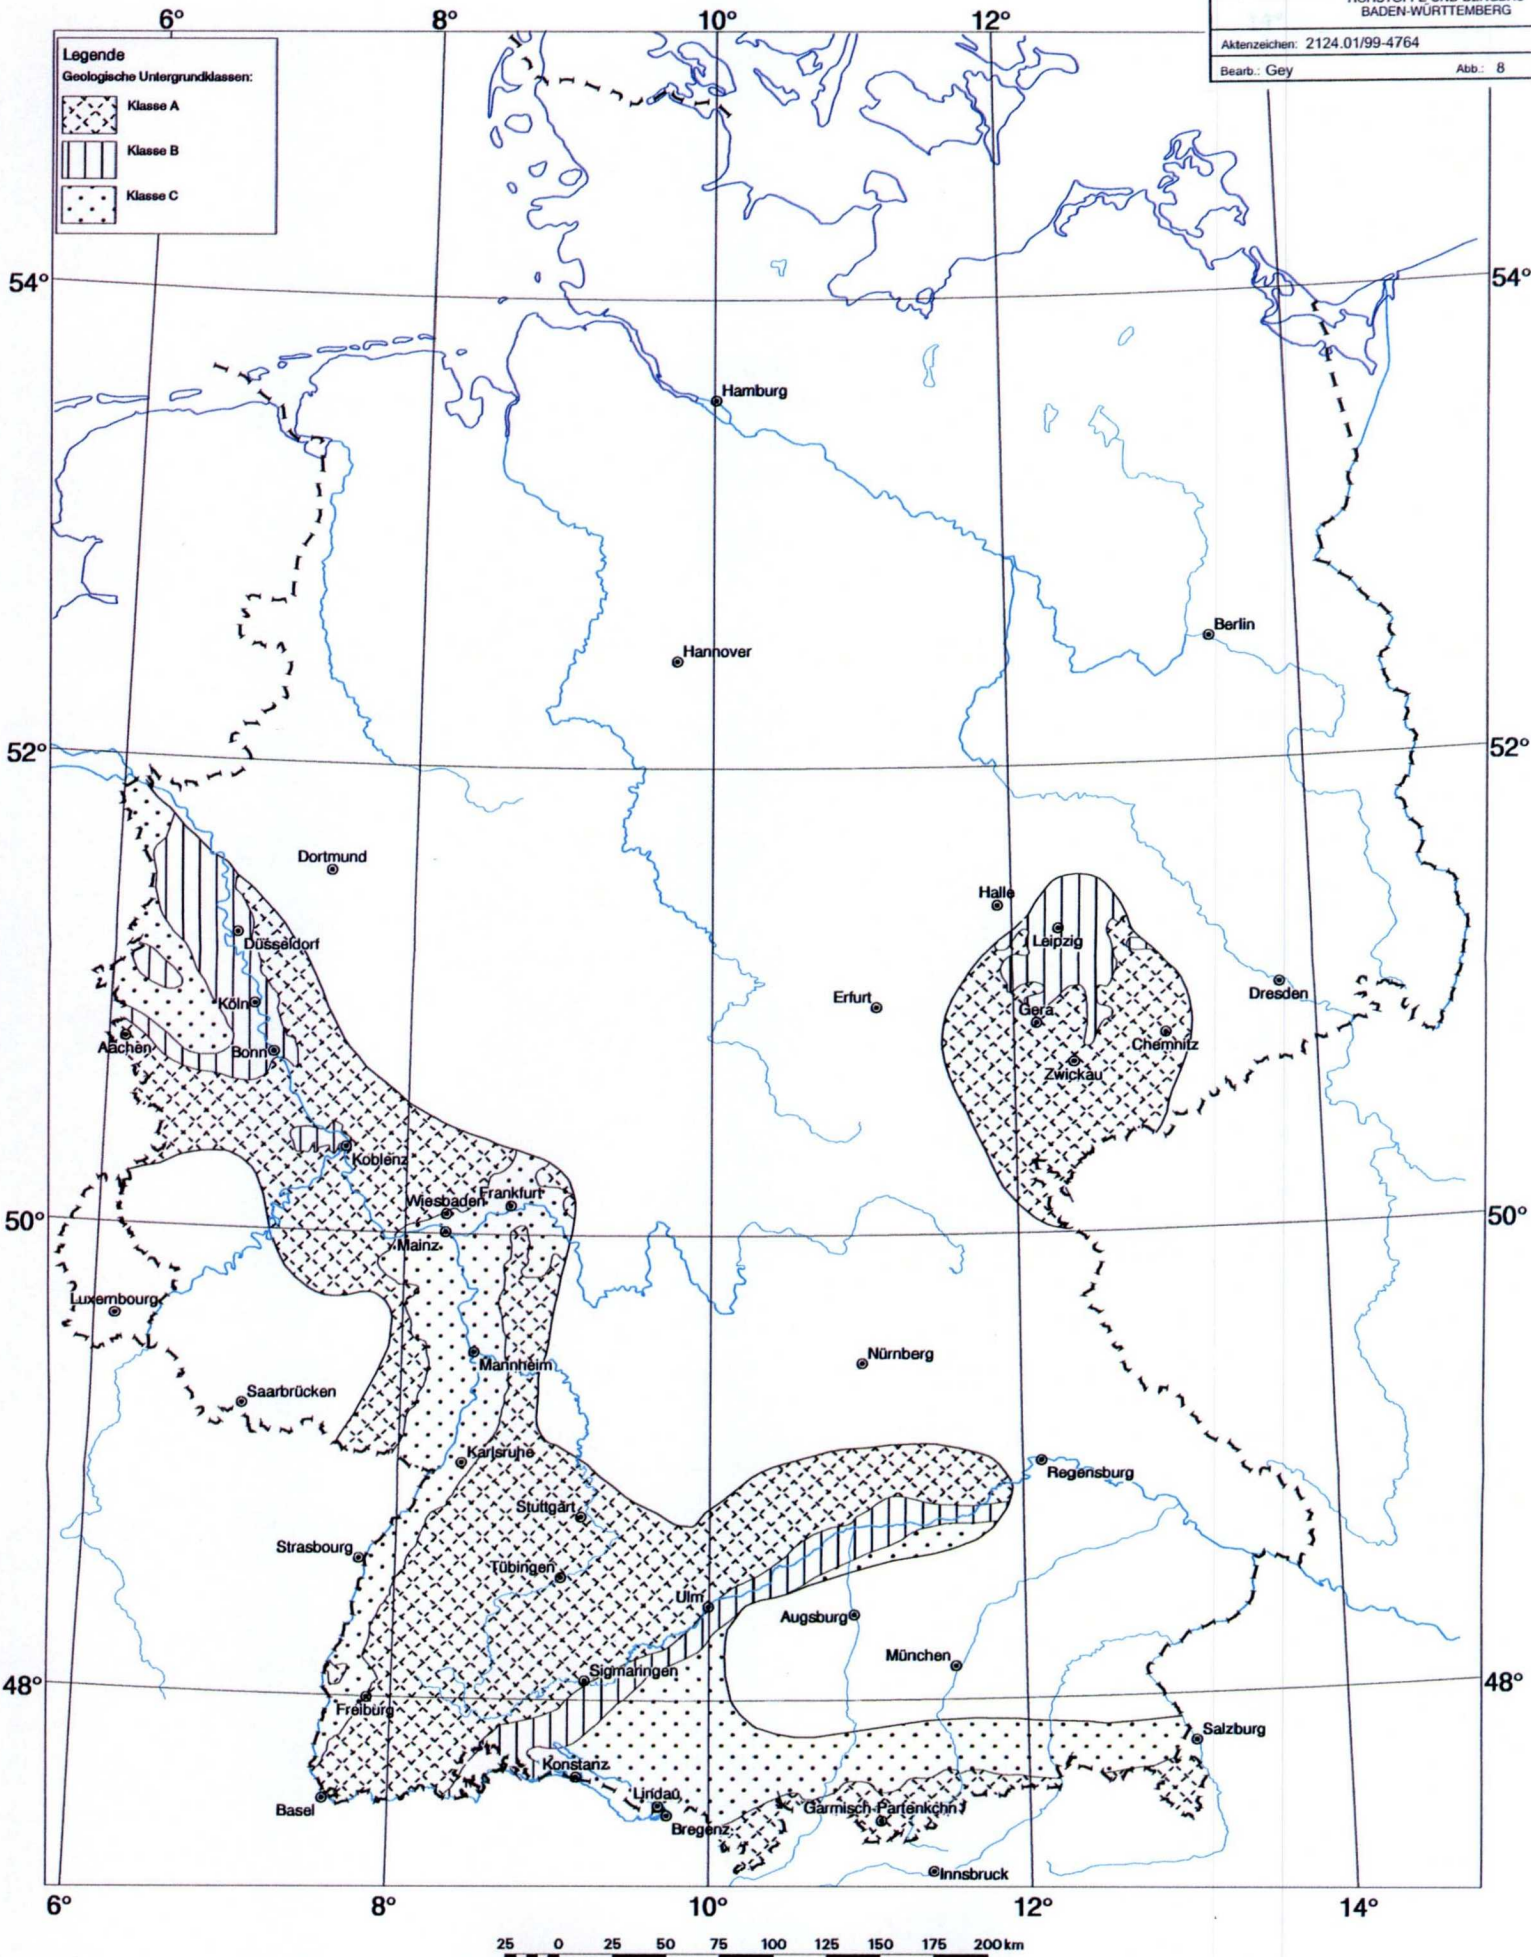 BADEN-WÜRTTEMBERG
Aktenzeichen: 2124.01/99-4764
Bearb.: Gey Abb.: 8
6° 8° 10° 12°
Legende
Geologische Untergrundklassen:
Klasse A
Klasse B
Klasse C
54° 54°
Hamburg
Berlin
Hannover
52° 52°
Dortmund
Halle
Düsseldorf
Leipzig
Köln
Erfurt
Dresden
Gera
Aachen
Bonn
Chemnitz
Zwickau
Koblenz
Wiesbaden
Frankfurt
50° 50°
Mainz
Luxembourg
Mannheim
Nürnberg
Saarbrücken
Karlsruhe
Regensburg
Stuttgart
Strasbourg
Tübingen
Ulm
Augsburg
München
Sigmaringen
48° 48°
Freiburg
Salzburg
Konstanz
Lindau
Basel
Garmisch-Partenkchn
Bregenz
Innsbruck
6° 8° 10° 12° 14°
25 0 25 50 75 100 125 150 175 200 km